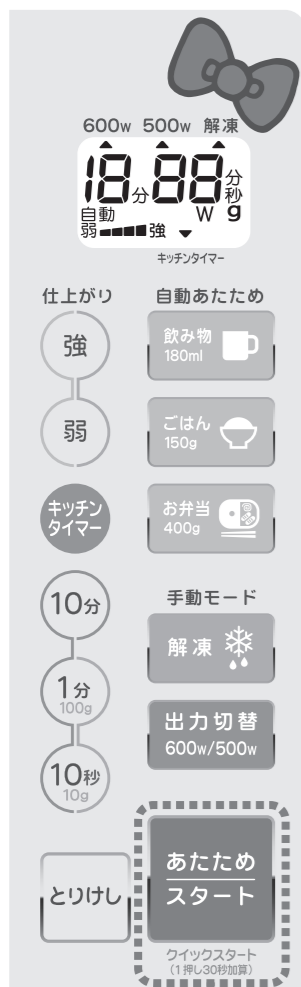 600w 500w 解凍
18分88分秒
自動 W g
弱 強
キッチンタイマー
仕上がり
強
弱
キッチン
タイマー
10分
1分
100g
10秒
10g
とりけし
自動あたため
飲み物
180ml
ごはん
150g
お弁当
400g
手動モード
解凍
出力切替
600w/500w
あたため
スタート
クイックスタート
(1押し30秒加算)